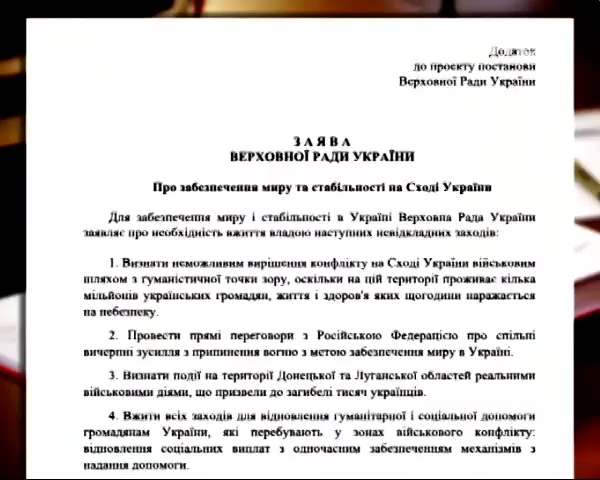 Додаток
до проєкту постанови
Верховної Ради України
З А Я В А
ВЕРХОВНОЇ РАДИ УКРАЇНИ
Про забезпечення миру та стабільності на Сході України
Для забезпечення миру і стабільності в Україні Верховна Рада України
заявляє про необхідність вжиття владою наступних невідкладних заходів:
1. Визнати неможливим вирішення конфлікту на Сході України військовим
шляхом з гуманістичної точки зору, оскільки на цій території проживає кілька
мільйонів українських громадян, життя і здоров'я яких щогодини наражається
на небезпеку.
2. Провести прямі переговори з Російською Федерацією про спільні
вичерпні зусилля з припинення вогню з метою забезпечення миру в Україні.
3. Визнати події на території Донецької та Луганської областей реальними
військовими діями, що призвели до загибелі тисяч українців.
4. Вжити всіх заходів для відновлення гуманітарної і соціальної допомоги
громадянам України, які перебувають у зонах військового конфлікту:
відновлення соціальних виплат з одночасним забезпеченням механізмів з
надання допомоги.